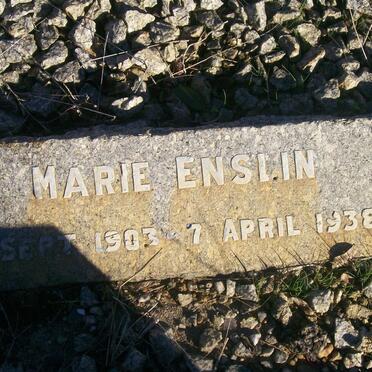 MARIE ENSLIN
SEPT 1903 - 7 APRIL 1938